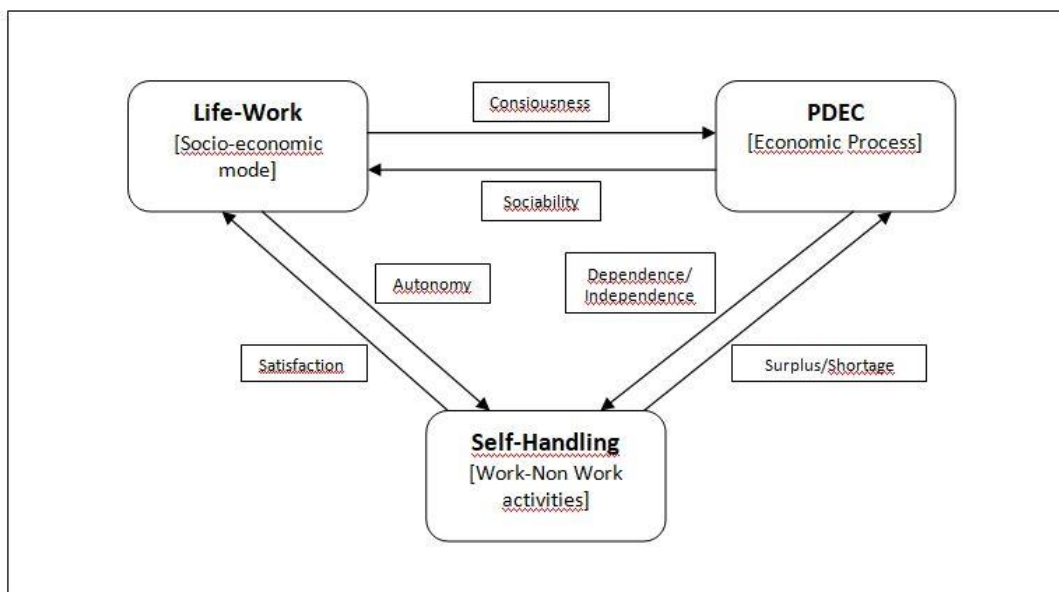 Life-Work
[Socio-economic
mode]
Consiousness
PDEC
[Economic Process]
Sociability
Autonomy
Dependence/
Independence
Satisfaction
Surplus/Shortage
Self-Handling
[Work-Non Work
activities]